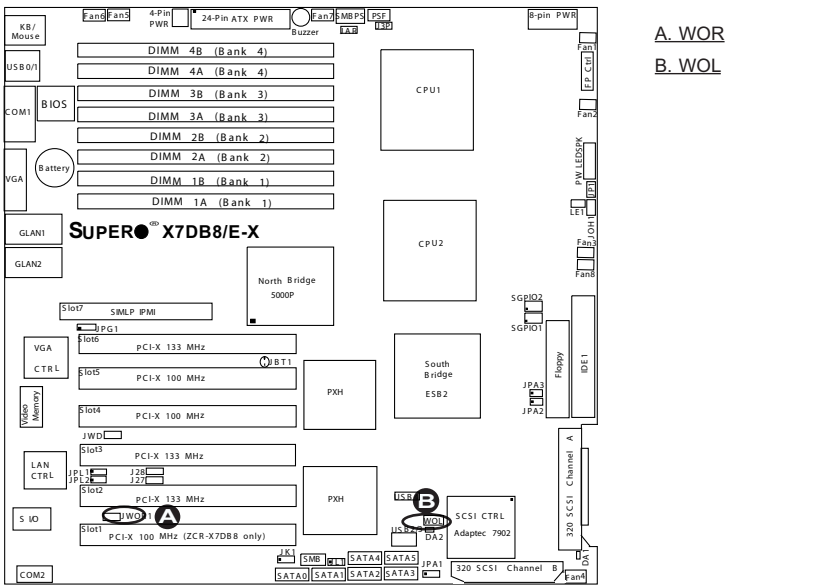 Fan6 Fan5
4-Pin PWR
24-Pin ATX PWR
Buzzer
Fan7
SMBPS
PSF
JAR
J3P
8-pin PWR
KB/ Mouse
Fan1
USB0/1
FP Ctrl
COM1
BIOS
Fan2
DIMM 4B (Bank 4)
DIMM 4A (Bank 4)
DIMM 3B (Bank 3)
DIMM 3A (Bank 3)
DIMM 2B (Bank 2)
DIMM 2A (Bank 2)
DIMM 1B (Bank 1)
DIMM 1A (Bank 1)
CPU1
Battery
VGA
PW LEDSPK
JP1
LE1
JOH1
GLAN1
SUPER® X7DB8/E-X
CPU2
Fan3
Fan8
GLAN2
North Bridge
5000P
SGPIO2
SGPIO1
Slot7
SIMLP IPMI
JPG1
Slot6
PCI-X 133 MHz
VGA
CTRL
JBT1
Slot5
PCI-X 100 MHz
PXH
South
Bridge
ESB2
Floppy
IDE1
JPA3
JPA2
Video
Memory
Slot4
PCI-X 100 MHz
JWD
Slot3
PCI-X 133 MHz
LAN
CTRL
JPL1
JPL2
J28
J27
320 SCSI Channel A
Slot2
PCI-X 133 MHz
PXH
B
S I/O
A
WOL
SCSI CTRL
Adaptec 7902
DA2
Slot1
PCI-X 100 MHz (ZCR-X7DB8 only)
JK1
SMB
SATA4 SATA5
JPA1
DA1
320 SCSI Channel B
COM2
SATA0 SATA1 SATA2 SATA3
Fan4
A. WOR
B. WOL